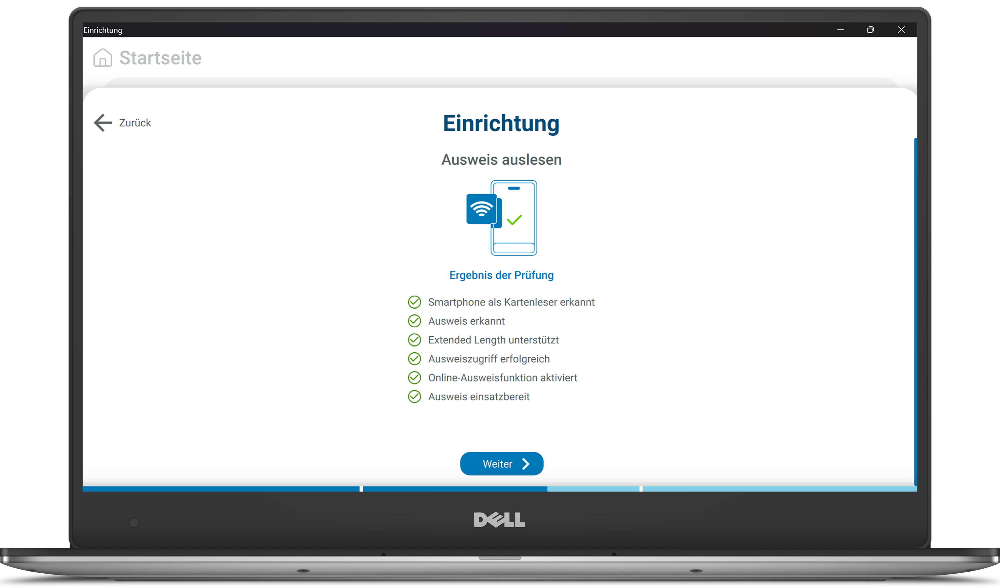 Einrichtung
Startseite
Zurück
Einrichtung
Ausweis auslesen
Ergebnis der Prüfung
Smartphone als Kartenleser erkannt
Ausweis erkannt
Extended Length unterstützt
Ausweiszugriff erfolgreich
Online-Ausweisfunktion aktiviert
Ausweis einsatzbereit
Weiter
DELL